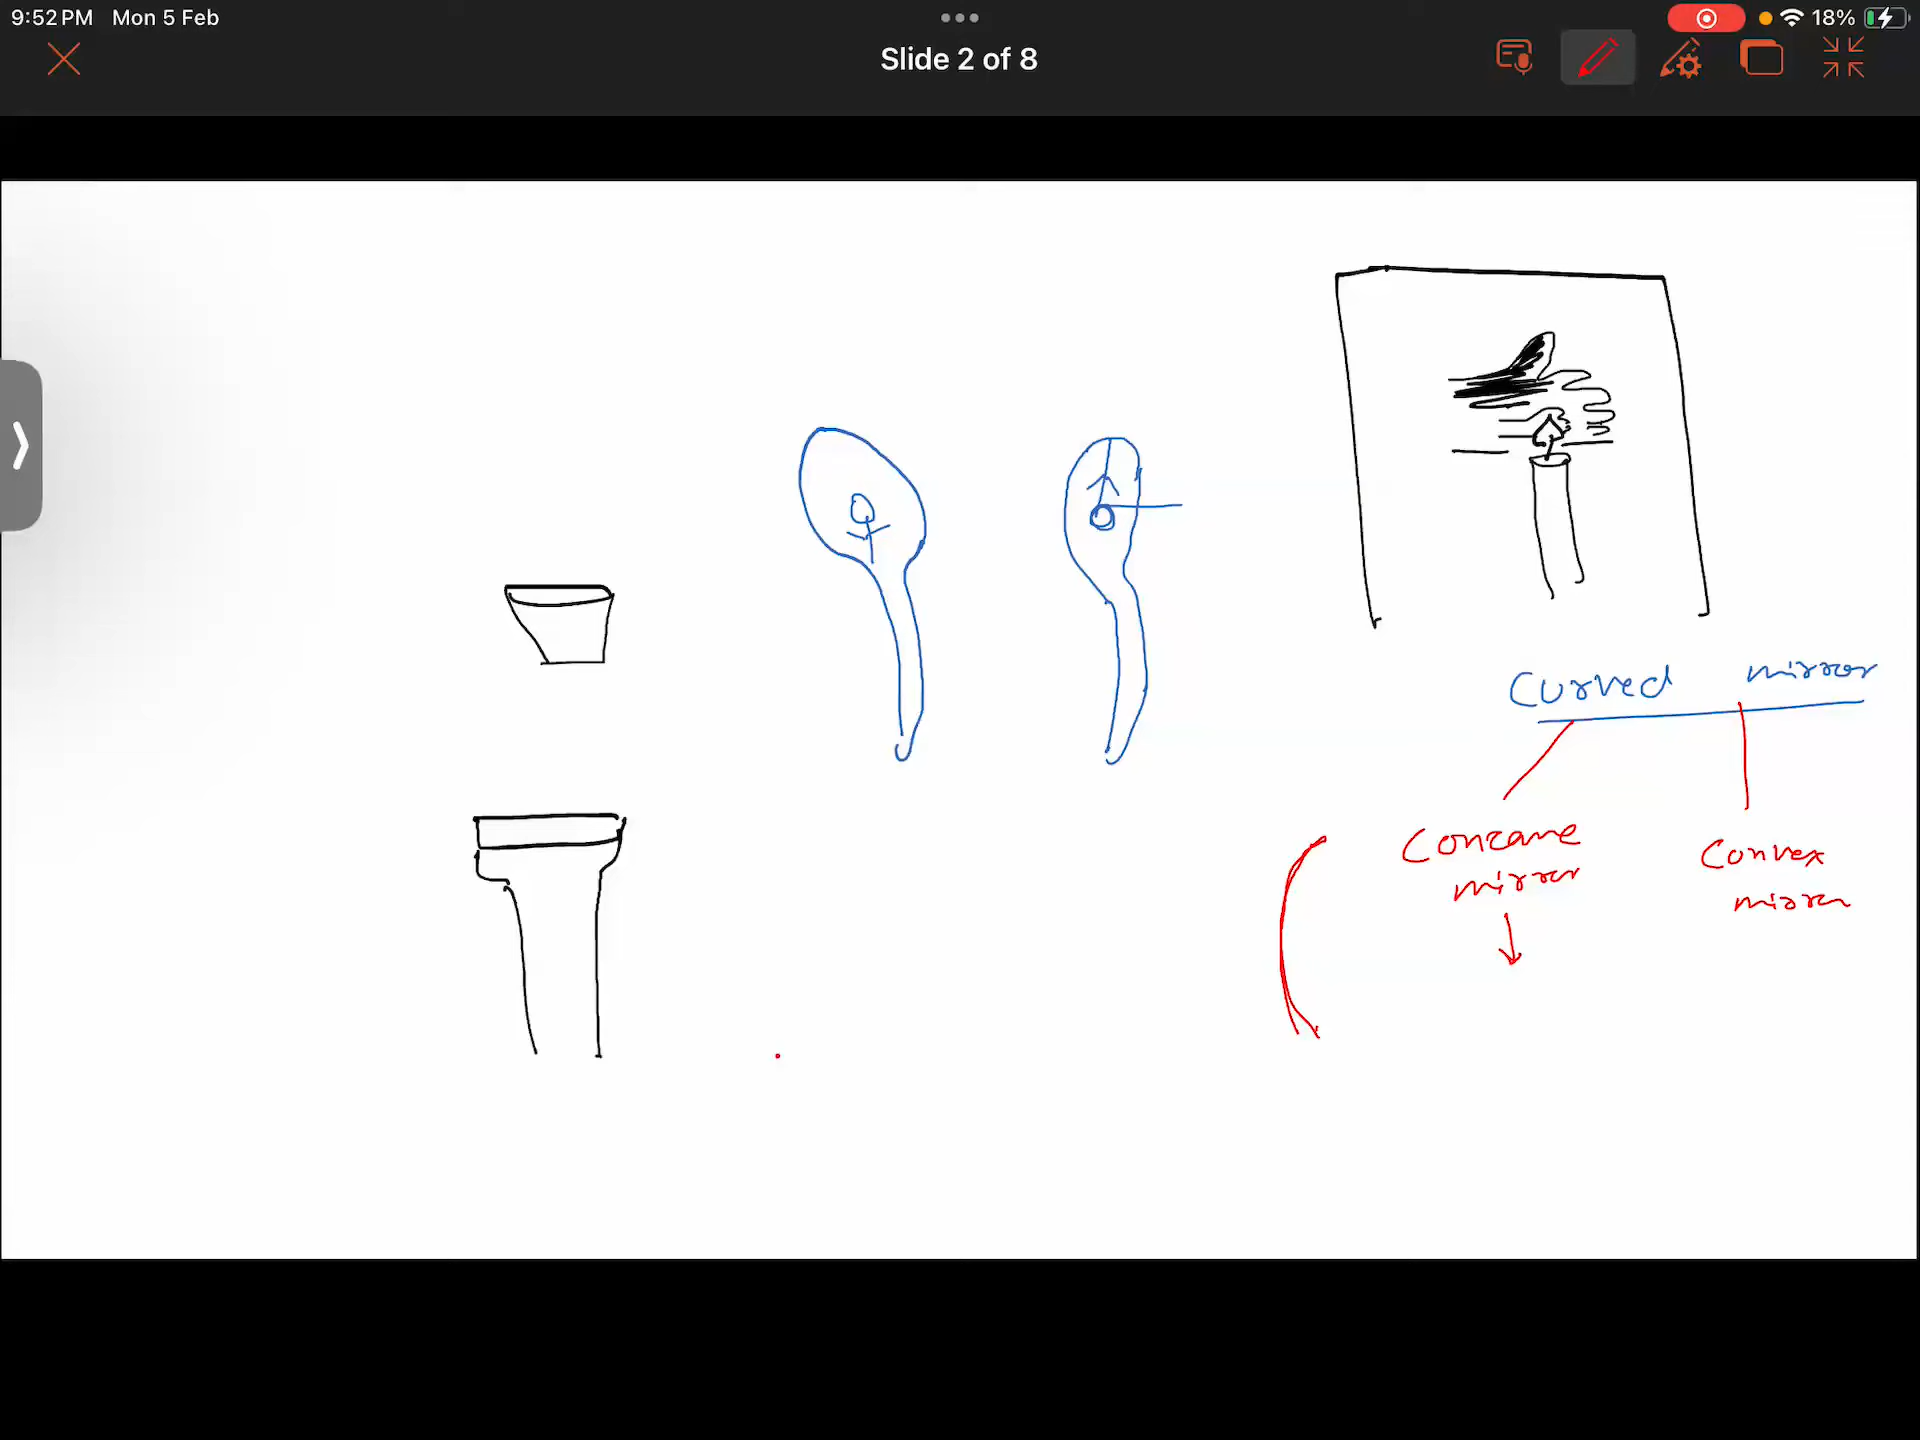 9:52 PM Mon 5 Feb
18%
Slide 2 of 8
Curved mirror
Concave
mirror
Convex
mirror